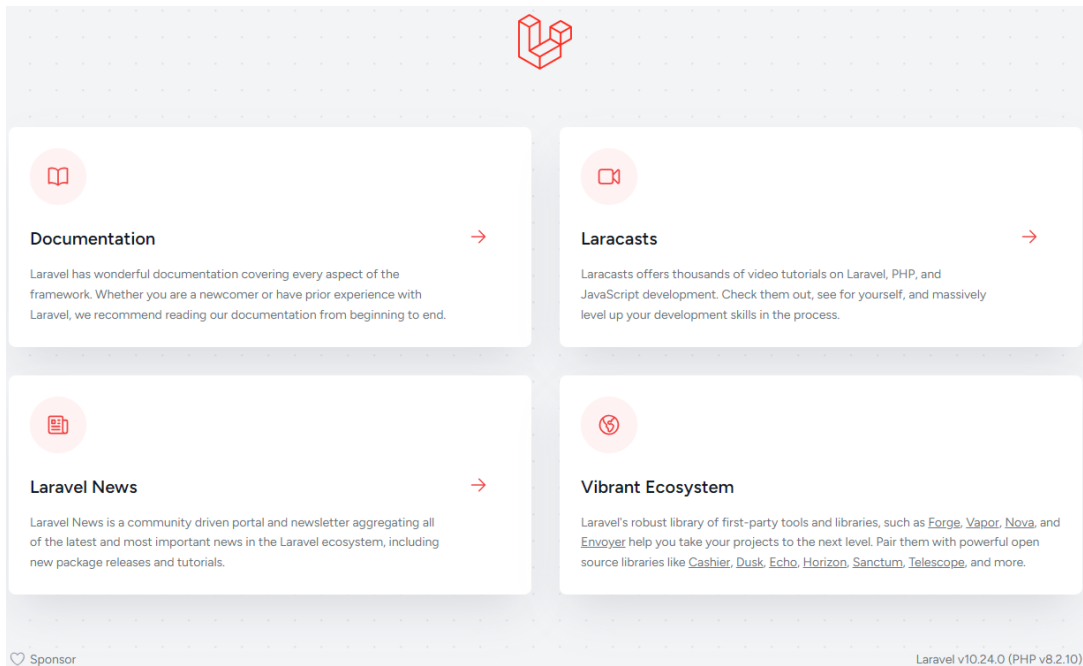 Documentation
Laravel has wonderful documentation covering every aspect of the
framework. Whether you are a newcomer or have prior experience with
Laravel, we recommend reading our documentation from beginning to end.
Laracasts
Laracasts offers thousands of video tutorials on Laravel, PHP, and
JavaScript development. Check them out, see for yourself, and massively
level up your development skills in the process.
Laravel News
Laravel News is a community driven portal and newsletter aggregating all
of the latest and most important news in the Laravel ecosystem, including
new package releases and tutorials.
Vibrant Ecosystem
Laravel's robust library of first-party tools and libraries, such as Forge, Vapor, Nova, and
Envoyer help you take your projects to the next level. Pair them with powerful open
source libraries like Cashier, Dusk, Echo, Horizon, Sanctum, Telescope, and more.
Sponsor
Laravel v10.24.0 (PHP v8.2.10)